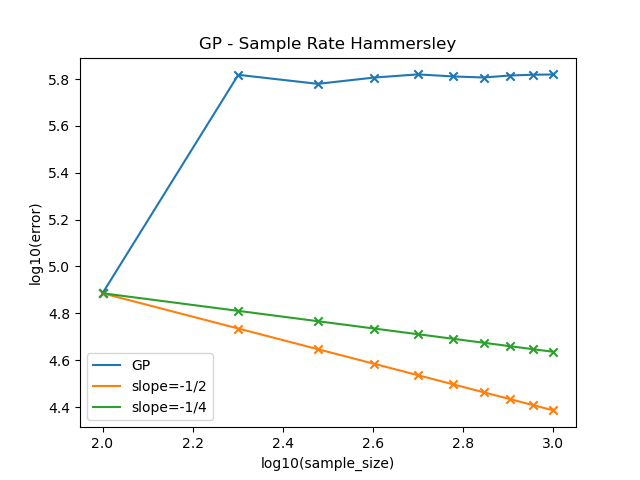 GP - Sample Rate Hammersley
log10(error)
5.8
5.6
5.4
5.2
5.0
4.8
4.6
4.4
GP
slope=-1/2
slope=-1/4
2.0 2.2 2.4 2.6 2.8 3.0
log10(sample_size)